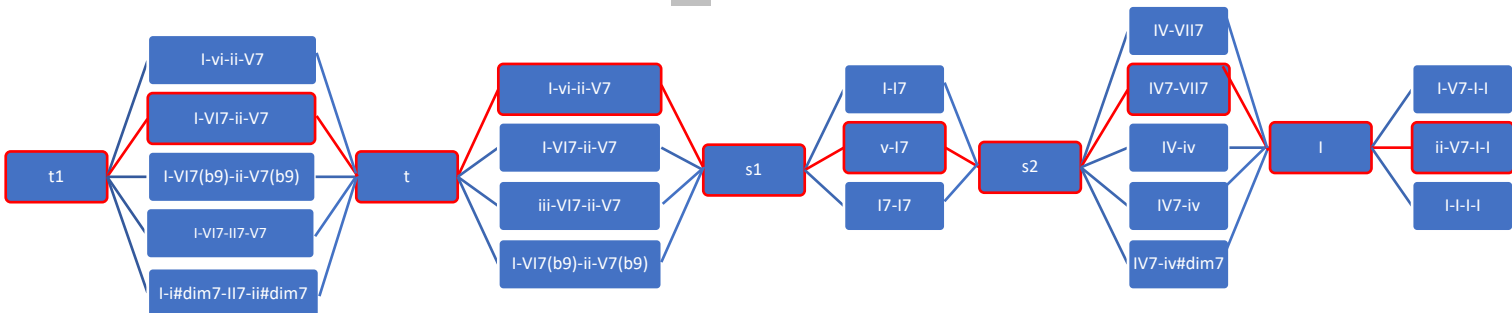 t1
I-vi-ii-V7
I-VI7-ii-V7
I-VI7(b9)-ii-V7(b9)
I-VI7-II7-V7
I-i#dim7-II7-ii#dim7
t
I-vi-ii-V7
I-VI7-ii-V7
iii-VI7-ii-V7
I-VI7(b9)-ii-V7(b9)
s1
I-I7
v-I7
I7-I7
s2
IV-VII7
IV7-VII7
IV-iv
IV7-iv
IV7-iv#dim7
I
I-V7-I-I
ii-V7-I-I
I-I-I-I